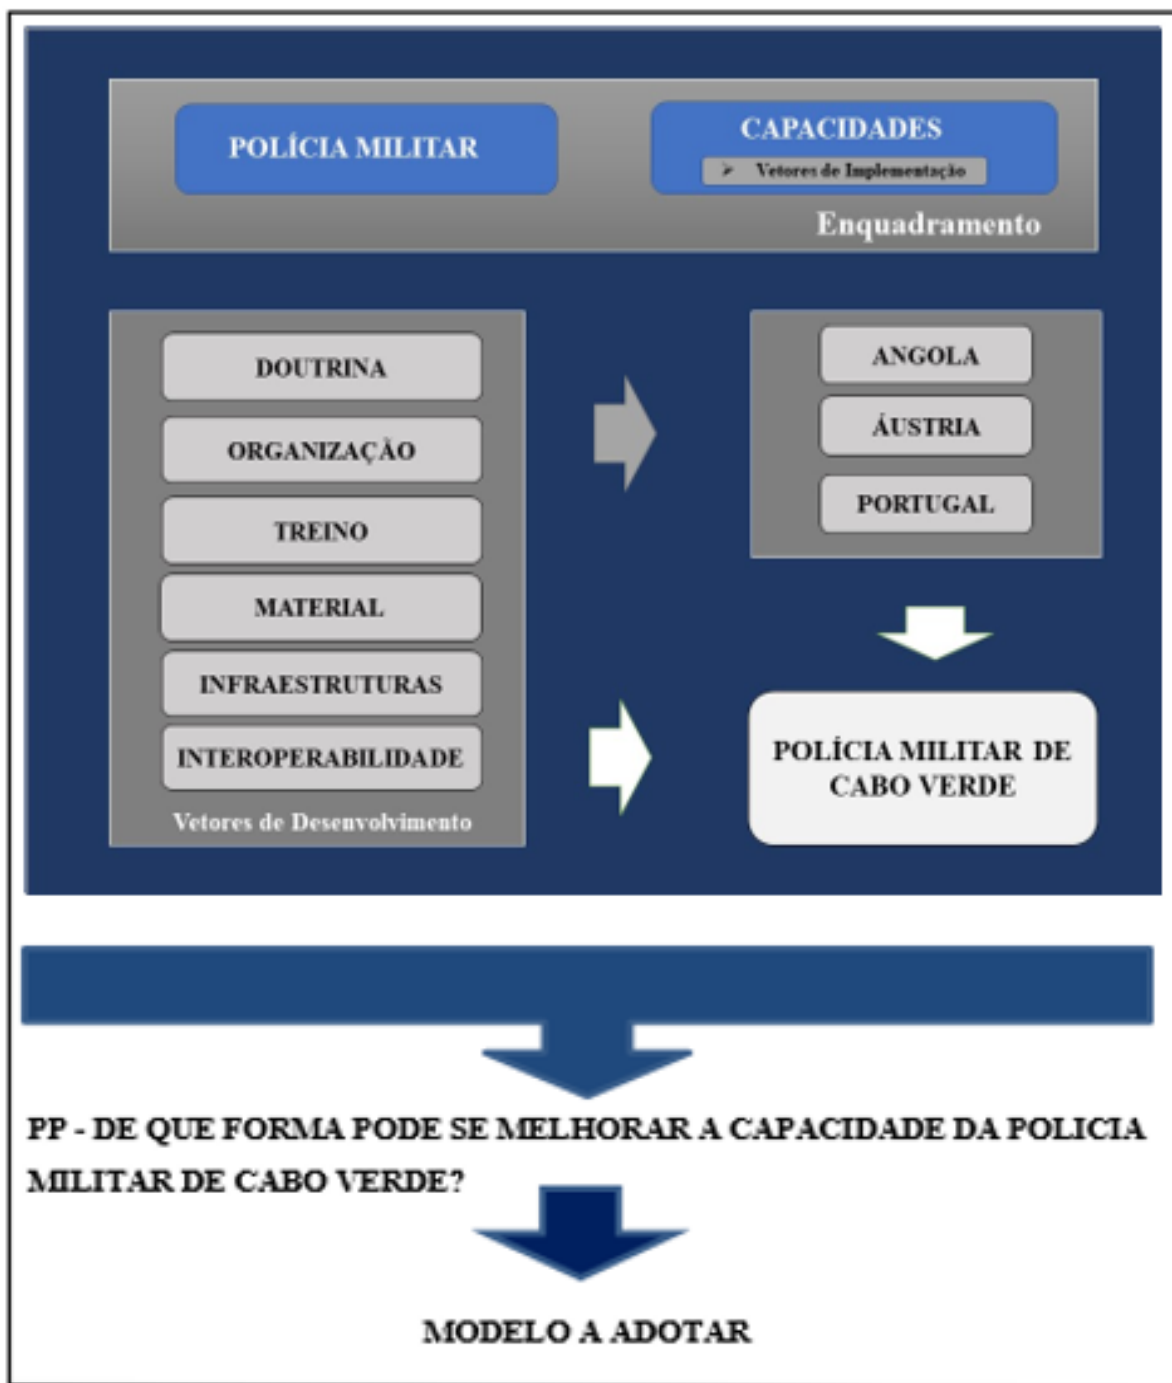 POLÍCIA MILITAR
CAPACIDADES
➢ Vetores de Implementação
Enquadramento
DOUTRINA
ORGANIZAÇÃO
TREINO
MATERIAL
INFRAESTRUTURAS
INTEROPERABILIDADE
Vetores de Desenvolvimento
ANGOLA
ÁUSTRIA
PORTUGAL
POLÍCIA MILITAR DE
CABO VERDE
PP - DE QUE FORMA PODE SE MELHORAR A CAPACIDADE DA POLICIA
MILITAR DE CABO VERDE?
MODELO A ADOTAR